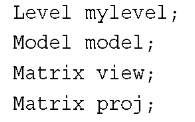 Level mylevel;
Model model;
Matrix view;
Matrix proj;